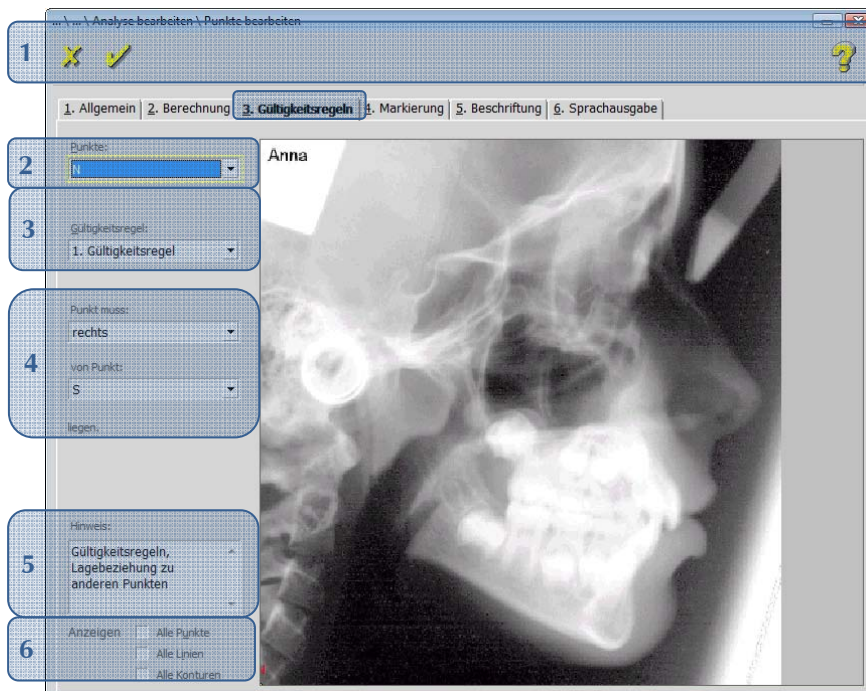 ... \ ... \ Analyse bearbeiten \ Punkte bearbeiten
1
?
1. Allgemein 2. Berechnung 3. Gültigkeitsregeln 4. Markierung 5. Beschriftung 6. Sprachausgabe
2
Punkte:
N
Anna
3
Gültigkeitsregel:
1. Gültigkeitsregel
4
Punkt muss:
rechts
von Punkt:
S
liegen.
5
Hinweis:
Gültigkeitsregeln,
Lagebeziehung zu
anderen Punkten
6
Anzeigen Alle Punkte
Alle Linien
Alle Konturen